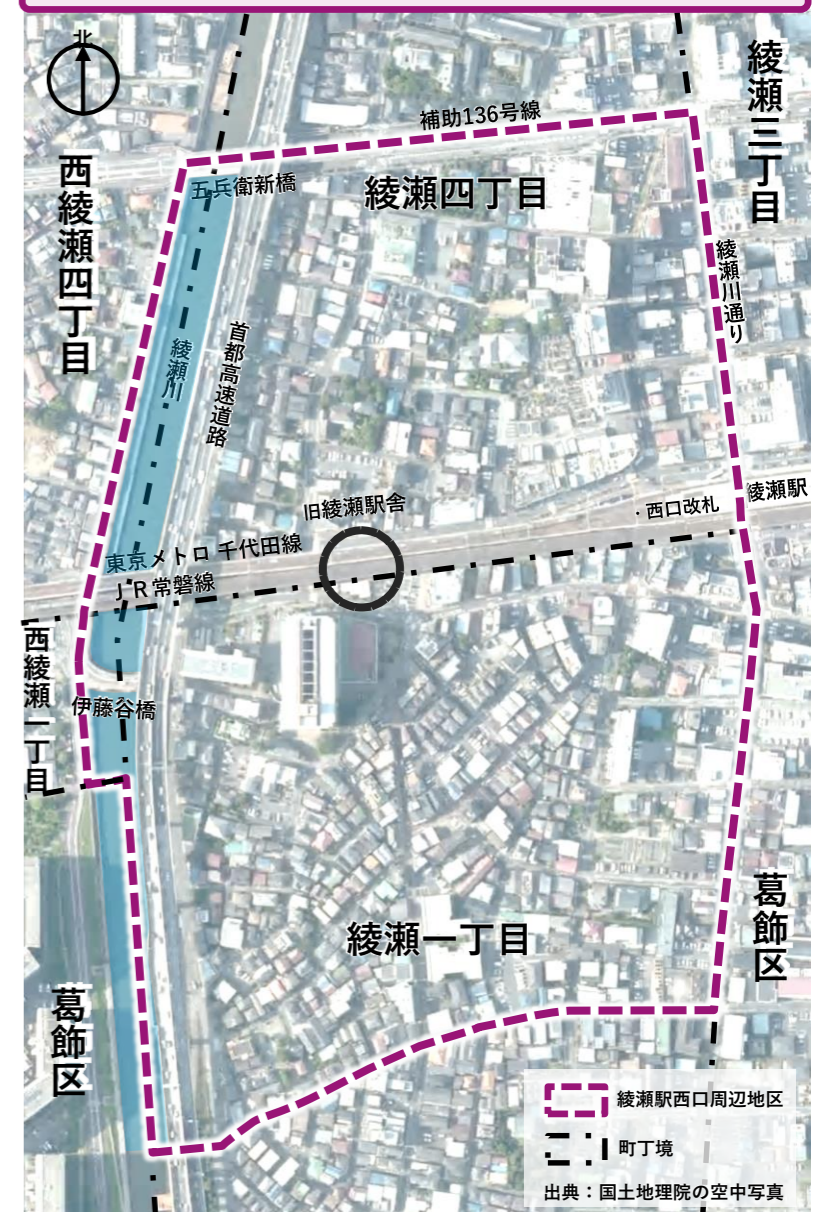 北
綾瀬三丁目
補助136号線
西綾瀬四丁目
五兵衛新橋
綾瀬四丁目
綾瀬川通り
首都高速道路
綾瀬川
綾瀬駅
旧綾瀬駅舎
・西口改札
東京メトロ 千代田線
JR常磐線
西綾瀬一丁目
伊藤谷橋
葛飾区
綾瀬一丁目
葛飾区
綾瀬駅西口周辺地区
町丁境
出典：国土地理院の空中写真